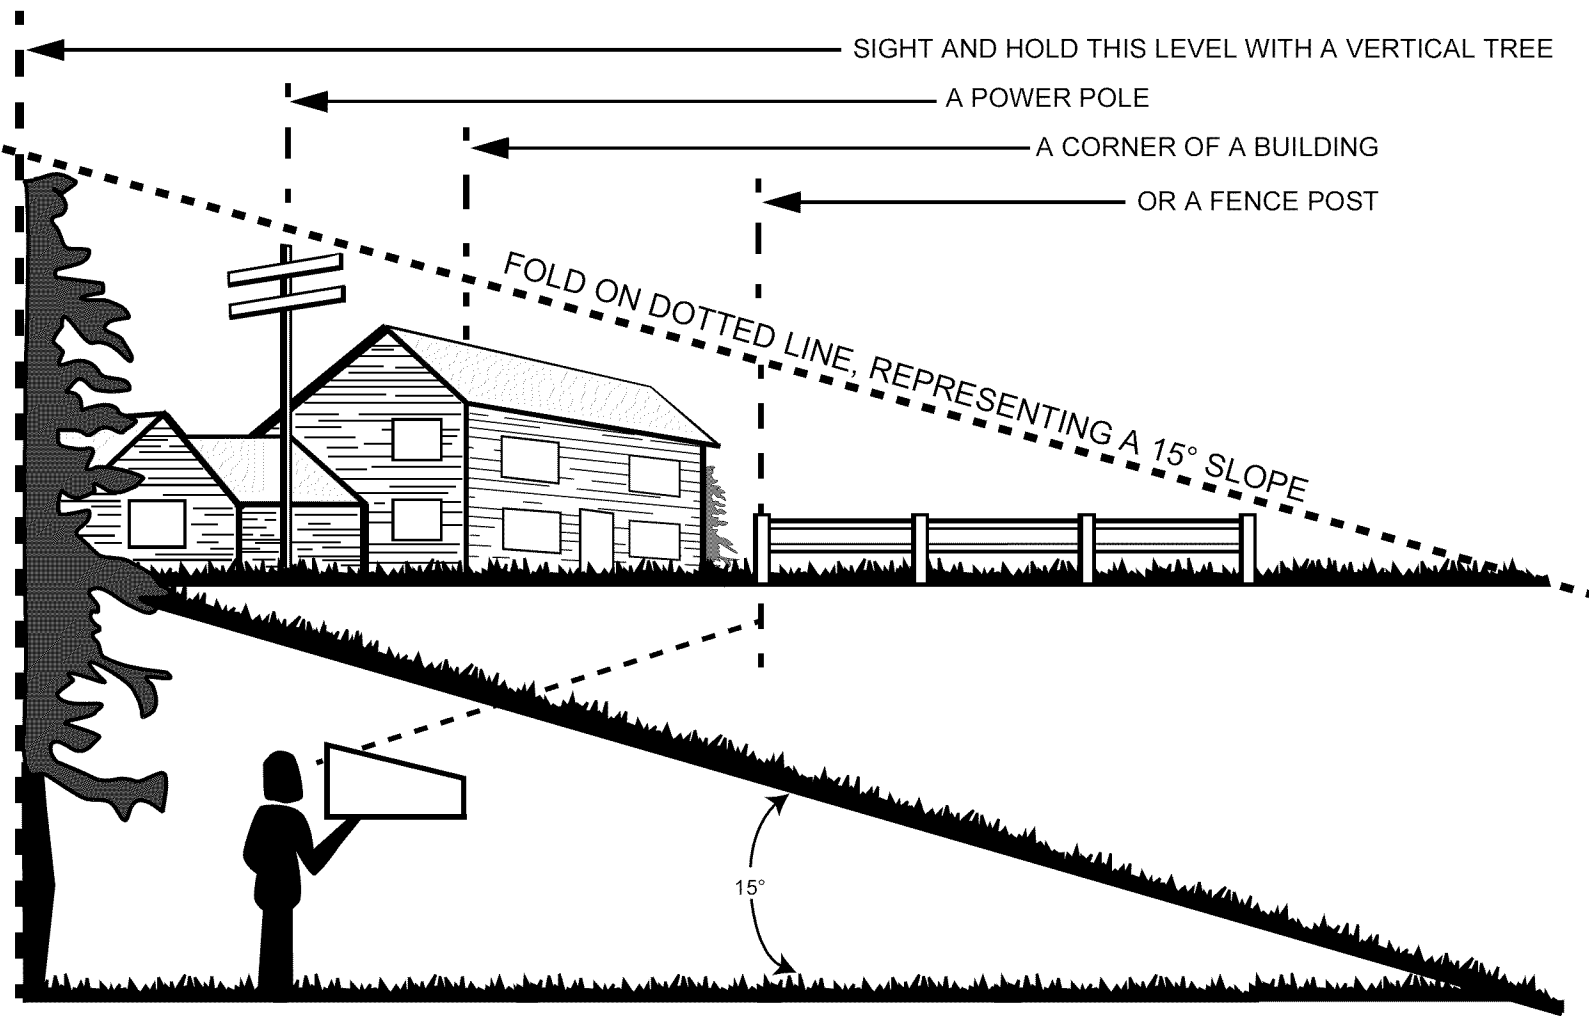 SIGHT AND HOLD THIS LEVEL WITH A VERTICAL TREE
A POWER POLE
A CORNER OF A BUILDING
OR A FENCE POST
FOLD ON DOTTED LINE, REPRESENTING A 15° SLOPE
15°